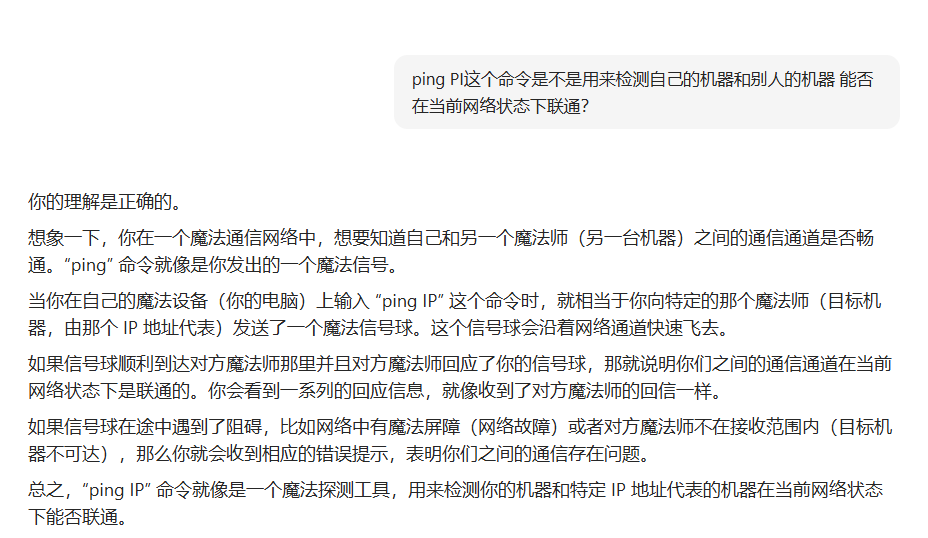 ping PI这个命令是不是用来检测自己的机器和别人的机器 能否
在当前网络状态下联通?
你的理解是正确的。
想象一下，你在一个魔法通信网络中，想要知道自己和另一个魔法师（另一台机器）之间的通信通道是否畅
通。“ping” 命令就像是你发出的一个魔法信号。
当你在自己的魔法设备（你的电脑）上输入 “ping IP” 这个命令时，就相当于你向特定的那个魔法师（目标机
器，由那个 IP 地址代表）发送了一个魔法信号球。这个信号球会沿着网络通道快速飞去。
如果信号球顺利到达对方魔法师那里并且对方魔法师回应了你的信号球，那就说明你们之间的通信通道在当前
网络状态下是联通的。你会看到一系列的回应信息，就像收到了对方魔法师的回信一样。
如果信号球在途中遇到了阻碍，比如网络中有魔法屏障（网络故障）或者对方魔法师不在接收范围内（目标机
器不可达），那么你就会收到相应的错误提示，表明你们之间的通信存在问题。
总之，“ping IP” 命令就像是一个魔法探测工具，用来检测你的机器和特定 IP 地址代表的机器在当前网络状态
下能否联通。